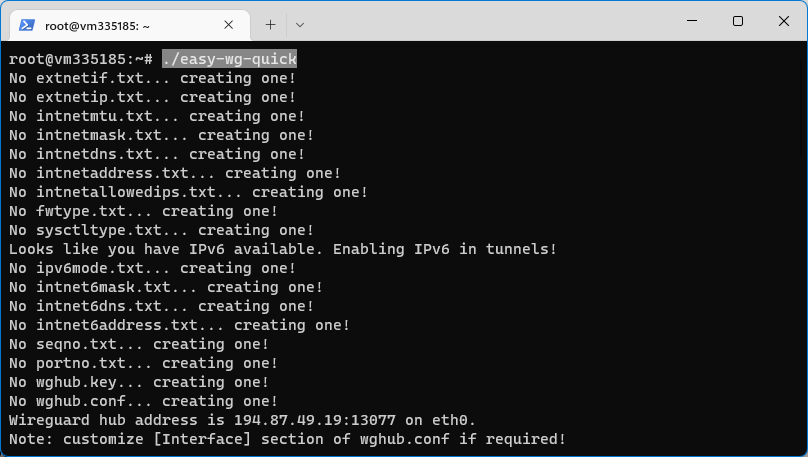 root@vm335185: ~
root@vm335185:~# ./easy-wg-quick
No extnetif.txt... creating one!
No extnetip.txt... creating one!
No intnetmtu.txt... creating one!
No intnetmask.txt... creating one!
No intnetdns.txt... creating one!
No intnetaddress.txt... creating one!
No intnetallowedips.txt... creating one!
No fwtype.txt... creating one!
No sysctltype.txt... creating one!
Looks like you have IPv6 available. Enabling IPv6 in tunnels!
No ipv6mode.txt... creating one!
No intnet6mask.txt... creating one!
No intnet6dns.txt... creating one!
No intnet6address.txt... creating one!
No seqno.txt... creating one!
No portno.txt... creating one!
No wghub.key... creating one!
No wghub.conf... creating one!
Wireguard hub address is 194.87.49.19:13077 on eth0.
Note: customize [Interface] section of wghub.conf if required!